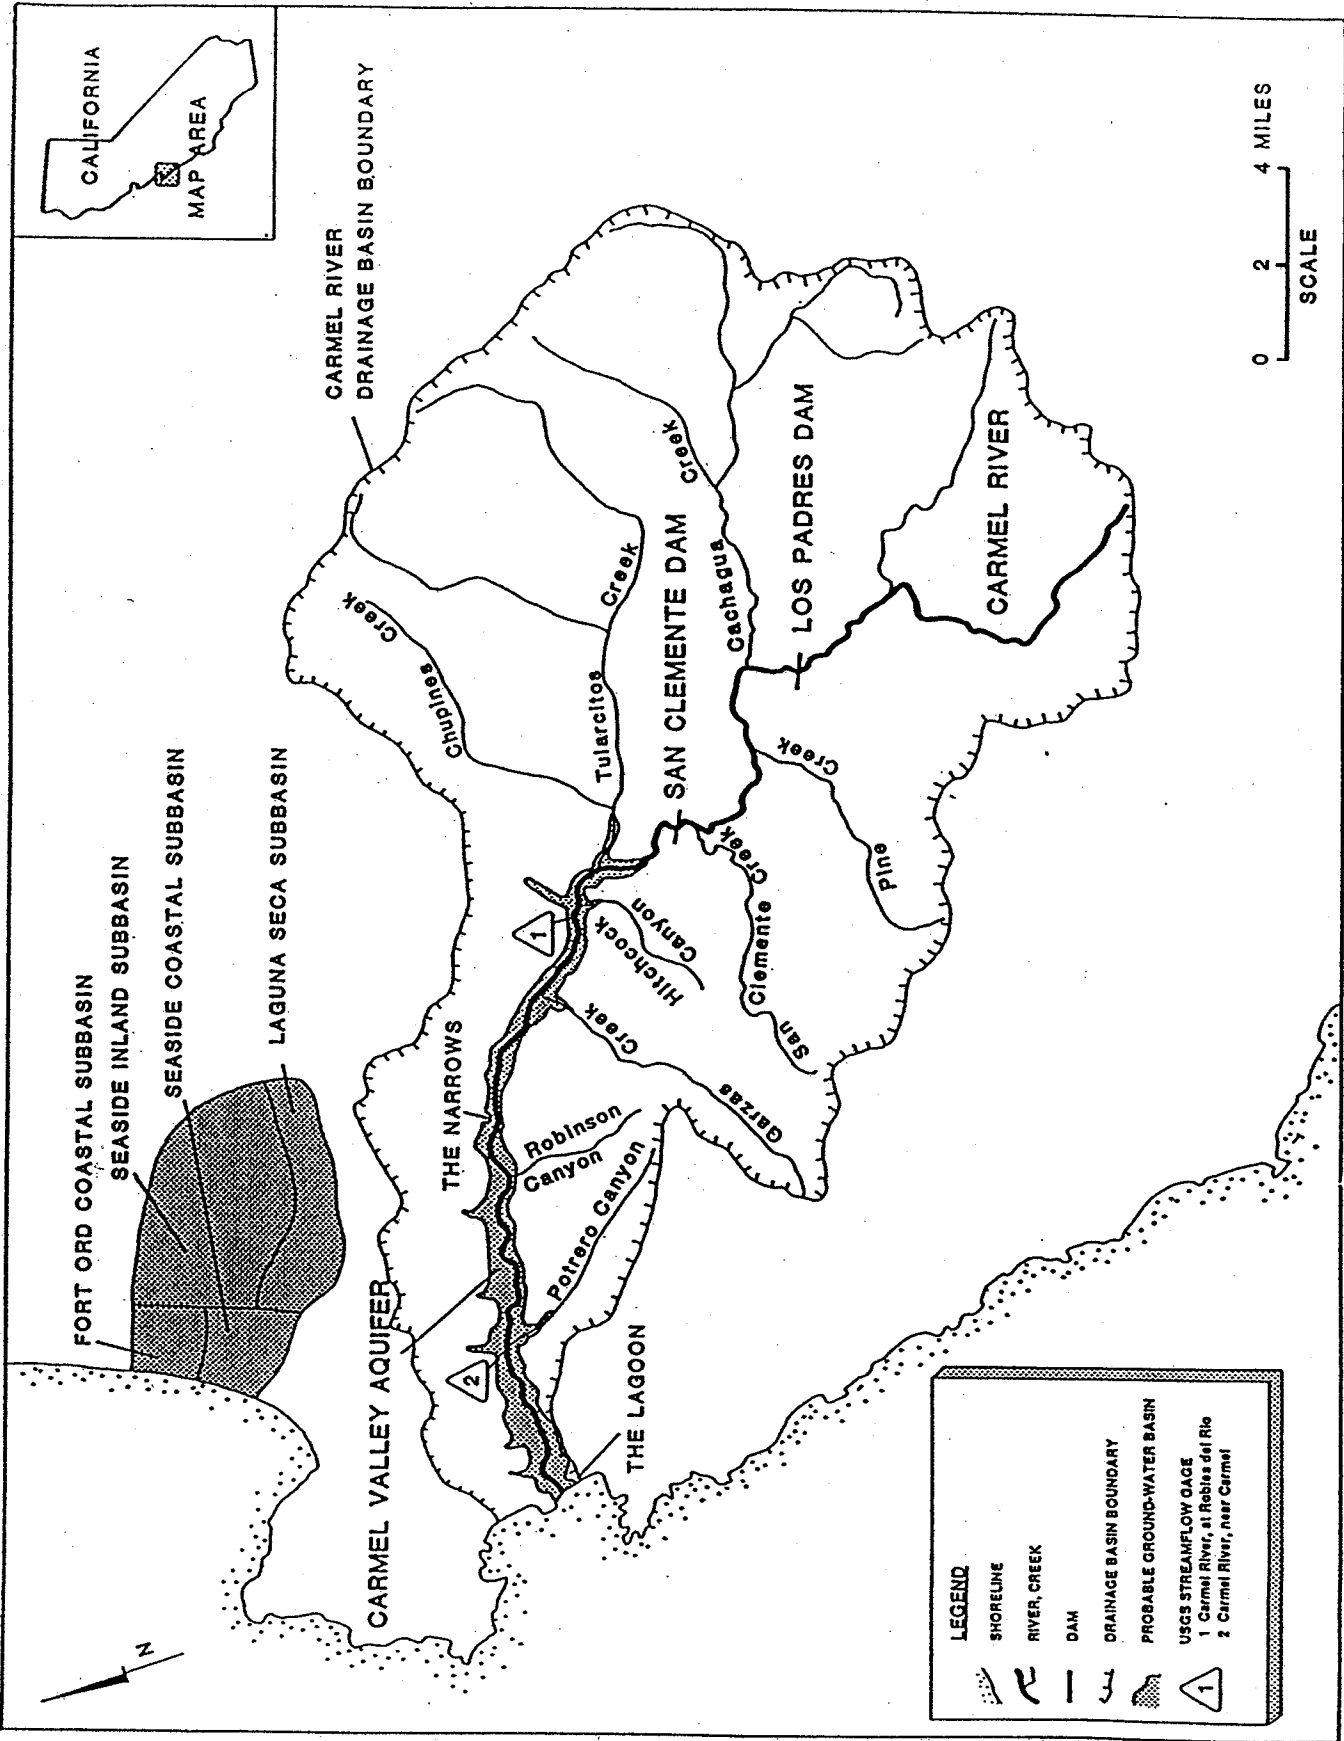 CALIFORNIA
MAP AREA
CARMEL RIVER
DRAINAGE BASIN BOUNDARY
FORT ORD COASTAL SUBBASIN
SEASIDE INLAND SUBBASIN
SEASIDE COASTAL SUBBASIN
LAGUNA SECA SUBBASIN
Chupines Creek
Tularcitos Creek
Cachagua Creek
SAN CLEMENTE DAM
LOS PADRES DAM
CARMEL RIVER
Pine Creek
San Clemente Creek
Hitchcock
Canyon
Garzas Creek
THE NARROWS
Robinson
Canyon
Potrero Canyon
CARMEL VALLEY AQUIFER
THE LAGOON
1
2
N
0 2 4 MILES
SCALE
LEGEND
SHORELINE
RIVER, CREEK
DAM
DRAINAGE BASIN BOUNDARY
PROBABLE GROUND-WATER BASIN
1
USGS STREAMFLOW GAGE
1 Carmel River, at Robles del Rio
2 Carmel River, near Carmel